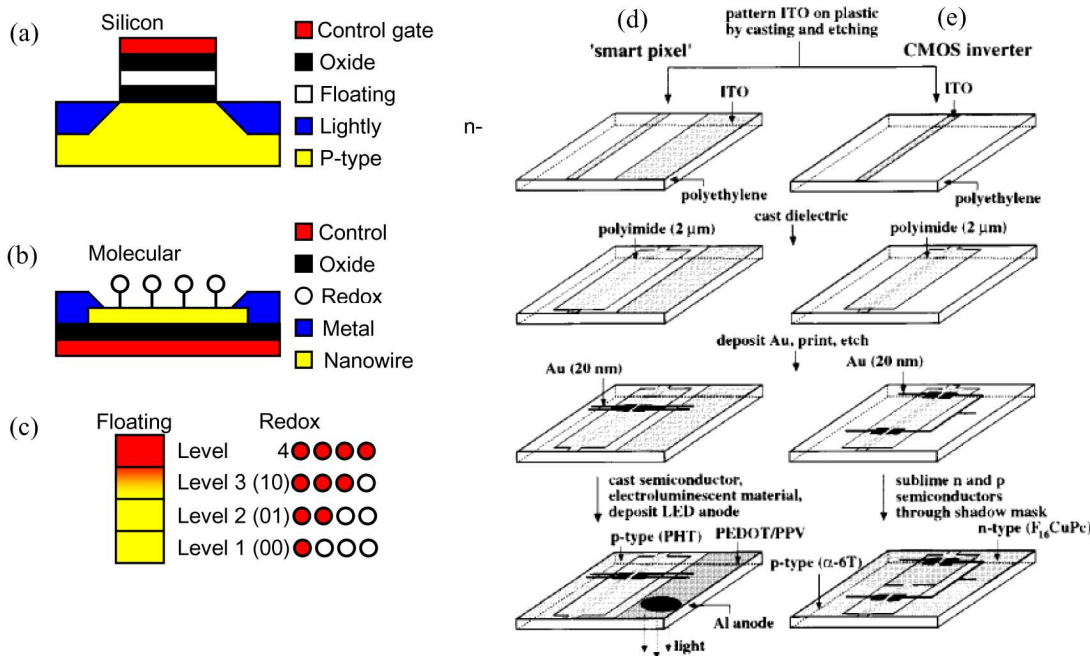 (a)
Silicon
Control gate
Oxide
Floating
Lightly
n-
P-type
(b)
Molecular
Control
Oxide
Redox
Metal
Nanowire
(c)
Floating
Redox
Level 4
Level 3 (10)
Level 2 (01)
Level 1 (00)
(d)
(e)
pattern ITO on plastic
by casting and etching
'smart pixel'
CMOS inverter
ITO
ITO
polyethylene
polyethylene
cast dielectric
polyimide (2 μm)
polyimide (2 μm)
deposit Au, print, etch
Au (20 nm)
Au (20 nm)
cast semiconductor,
electroluminescent material,
deposit LED anode
sublime n and p
semiconductors
through shadow mask
p-type (PHT)
PEDOT/PPV
n-type (F₁₆CuPc)
p-type (α-6T)
Al anode
light